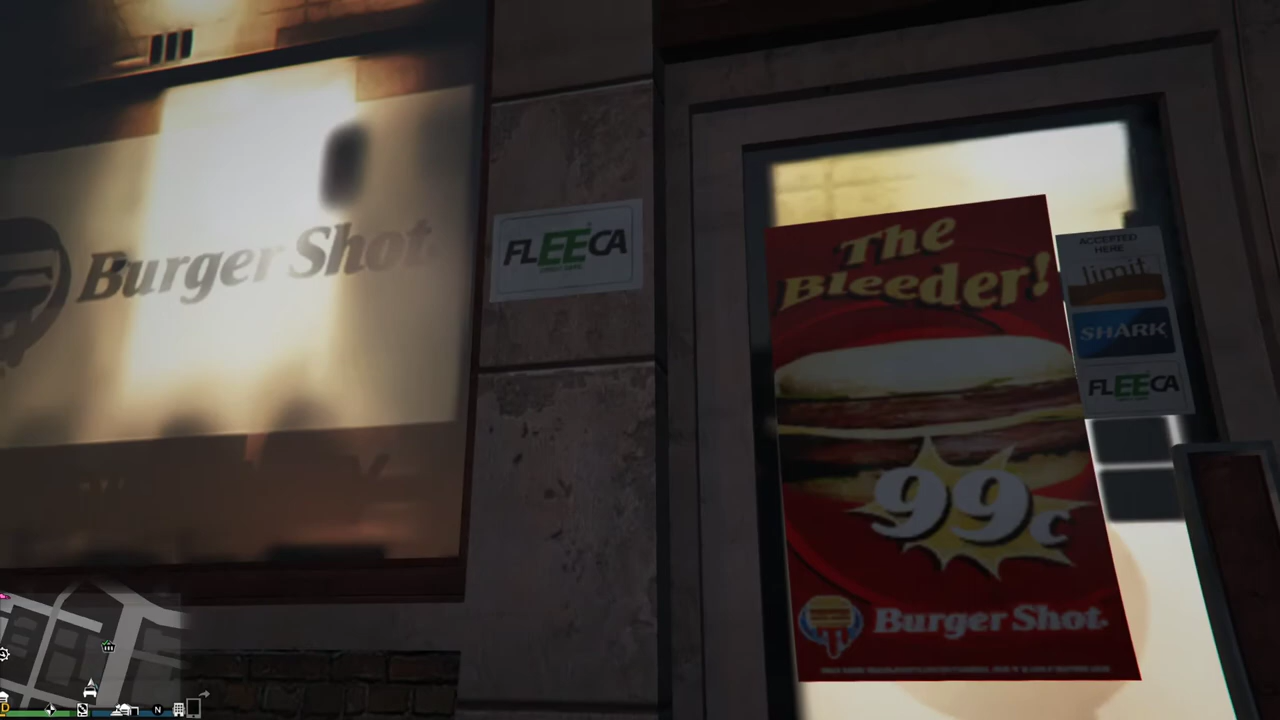 Burger Shot
FLEECA
The
Bleeder!
99c
Burger Shot.
ACCEPTED
HERE
limit
SHARK
FLEECA
N